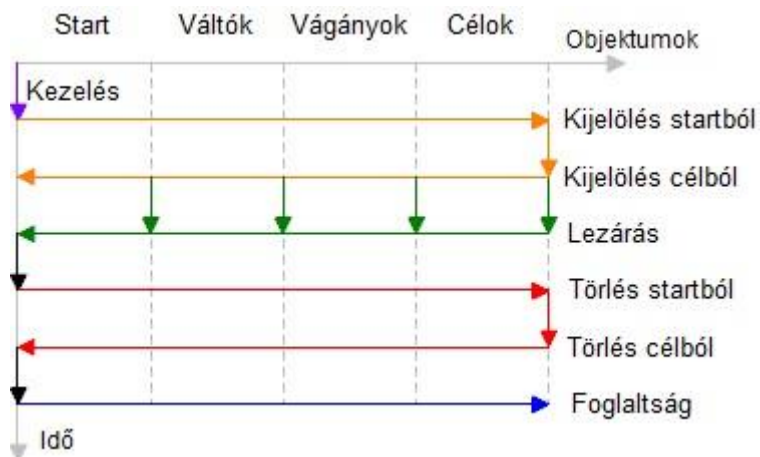 Start Váltók Vágányok Célok Objektumok
Kezelés
Kijelölés startból
Kijelölés célból
Lezárás
Törlés startból
Törlés célból
Foglaltság
Idő